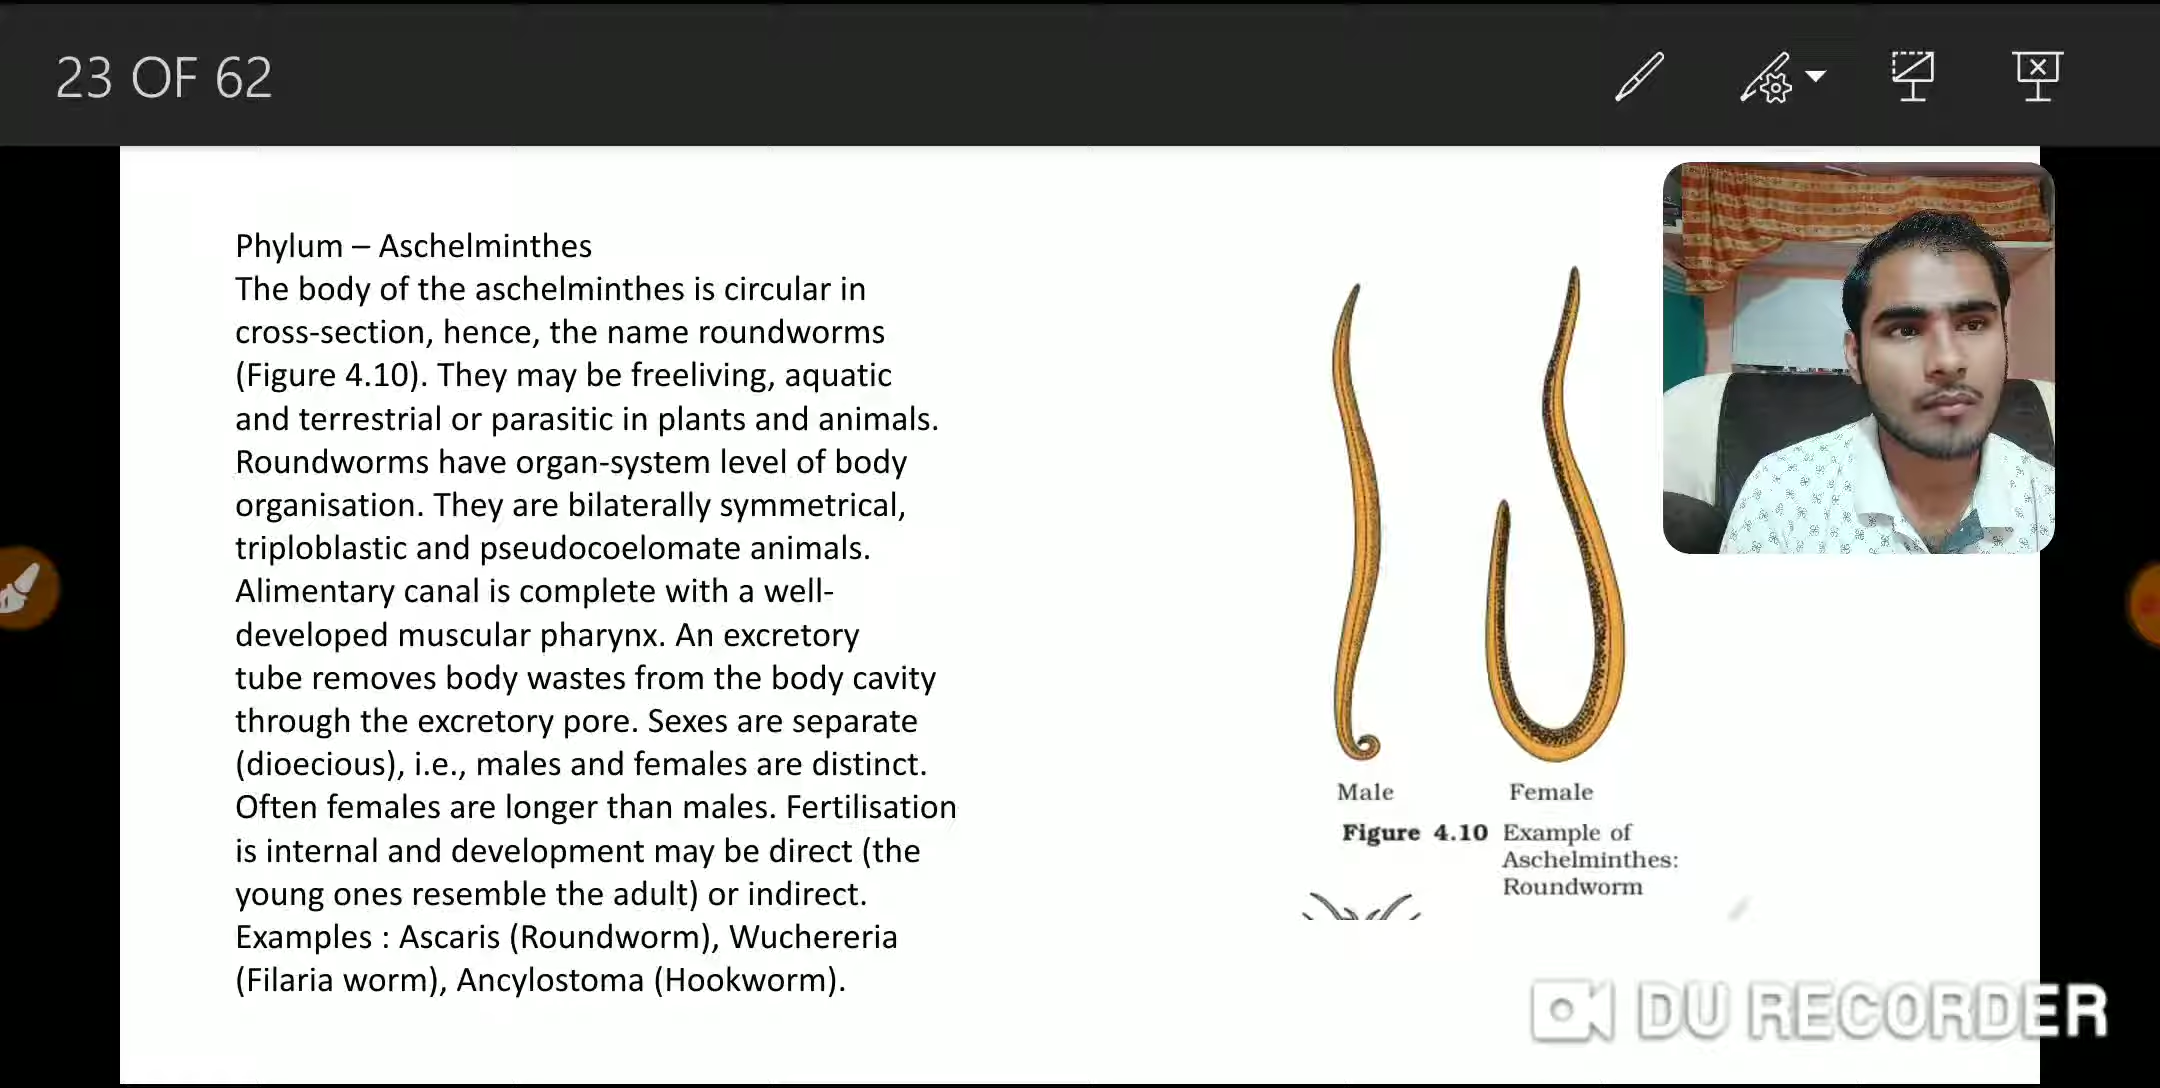 23 OF 62
Phylum – Aschelminthes
The body of the aschelminthes is circular in
cross-section, hence, the name roundworms
(Figure 4.10). They may be freeliving, aquatic
and terrestrial or parasitic in plants and animals.
Roundworms have organ-system level of body
organisation. They are bilaterally symmetrical,
triploblastic and pseudocoelomate animals.
Alimentary canal is complete with a well-
developed muscular pharynx. An excretory
tube removes body wastes from the body cavity
through the excretory pore. Sexes are separate
(dioecious), i.e., males and females are distinct.
Often females are longer than males. Fertilisation
is internal and development may be direct (the
young ones resemble the adult) or indirect.
Examples : Ascaris (Roundworm), Wuchereria
(Filaria worm), Ancylostoma (Hookworm).
Male Female
Figure 4.10 Example of
Aschelminthes:
Roundworm
DU RECORDER